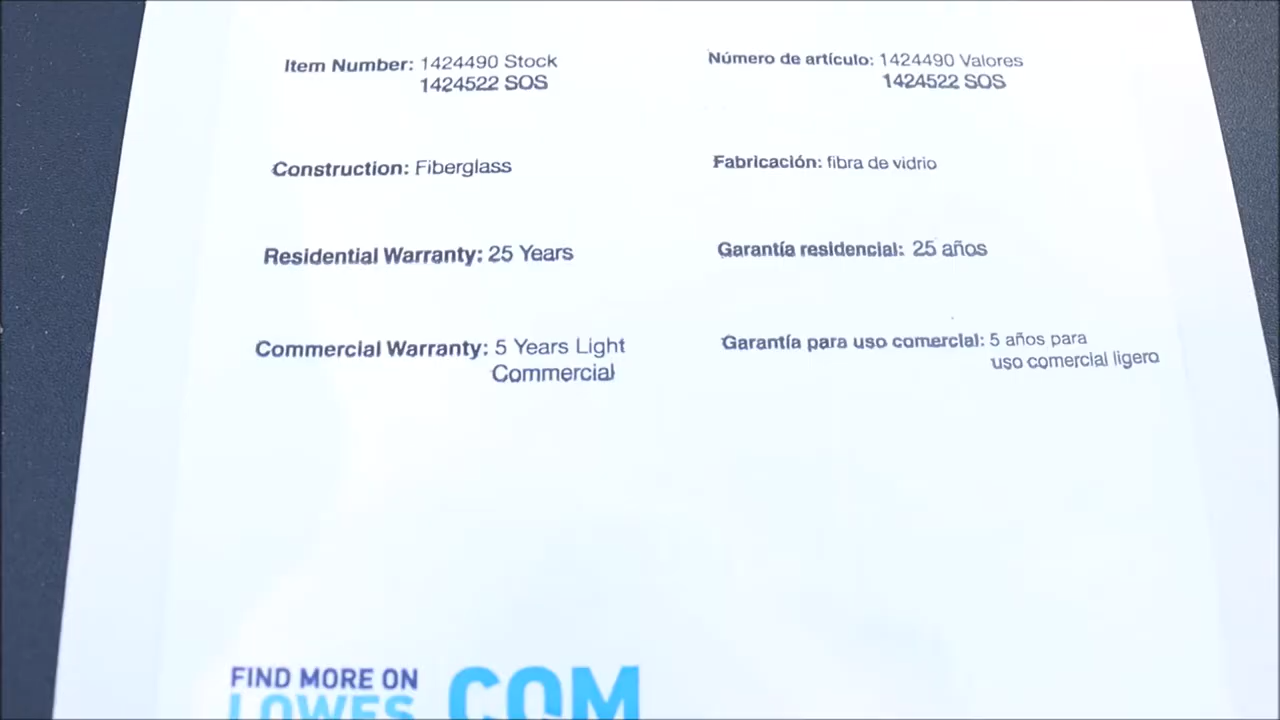 Item Number: 1424490 Stock
1424522 SOS
Construction: Fiberglass
Residential Warranty: 25 Years
Commercial Warranty: 5 Years Light
Commercial
Número de artículo: 1424490 Valores
1424522 SOS
Fabricación: fibra de vidrio
Garantía residencial: 25 años
Garantía para uso comercial: 5 años para
uso comercial ligero
FIND MORE ON
LOWES.COM